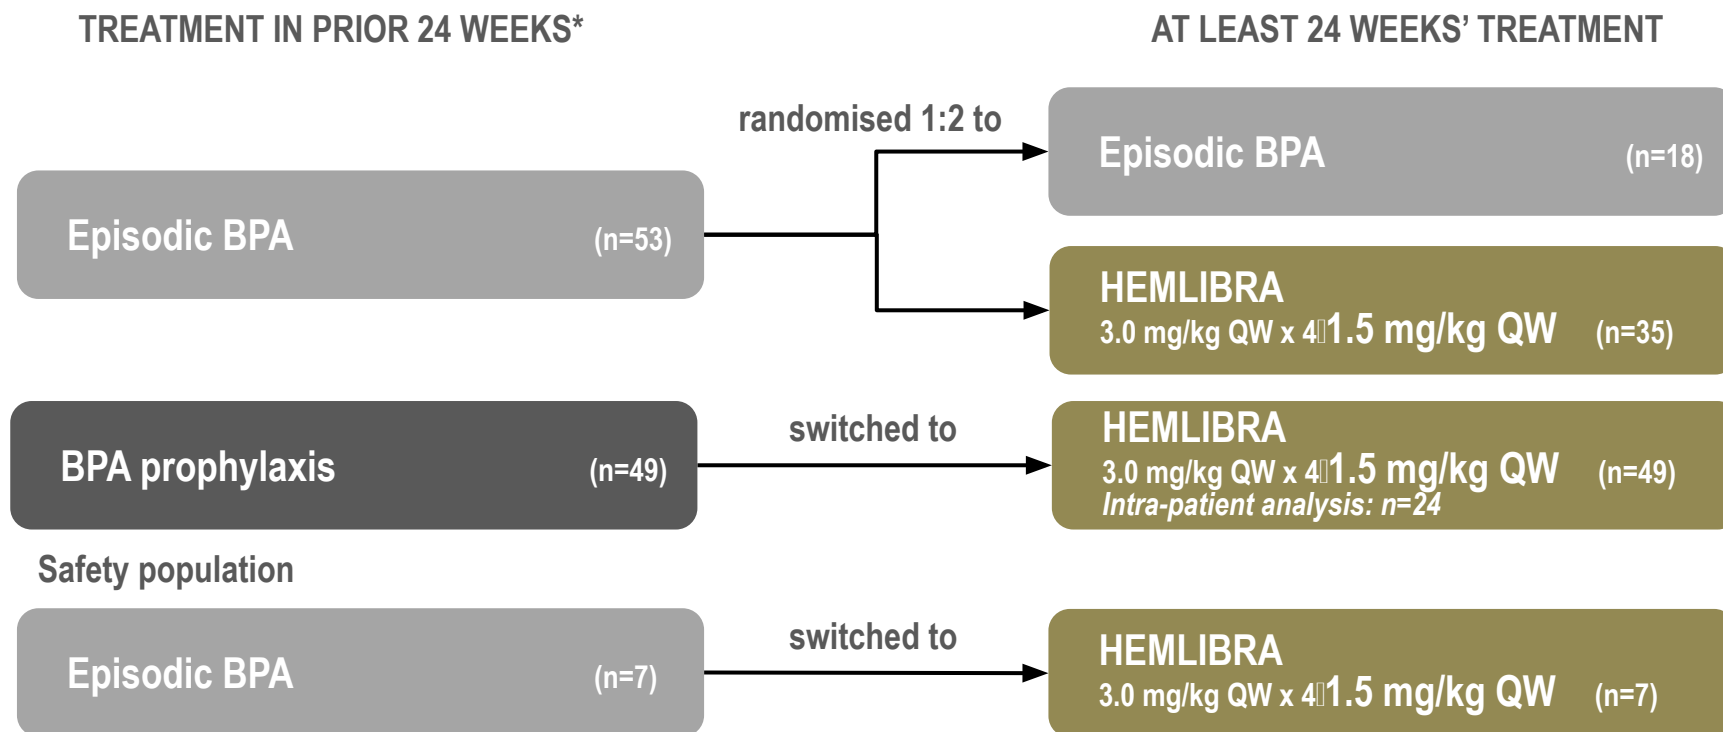 TREATMENT IN PRIOR 24 WEEKS*
AT LEAST 24 WEEKS’ TREATMENT
randomised 1:2 to
Episodic BPA (n=53)
Episodic BPA (n=18)
HEMLIBRA
3.0 mg/kg QW x 4▯1.5 mg/kg QW (n=35)
BPA prophylaxis (n=49)
switched to
HEMLIBRA
3.0 mg/kg QW x 4▯1.5 mg/kg QW (n=49)
Intra-patient analysis: n=24
Safety population
Episodic BPA (n=7)
switched to
HEMLIBRA
3.0 mg/kg QW x 4▯1.5 mg/kg QW (n=7)